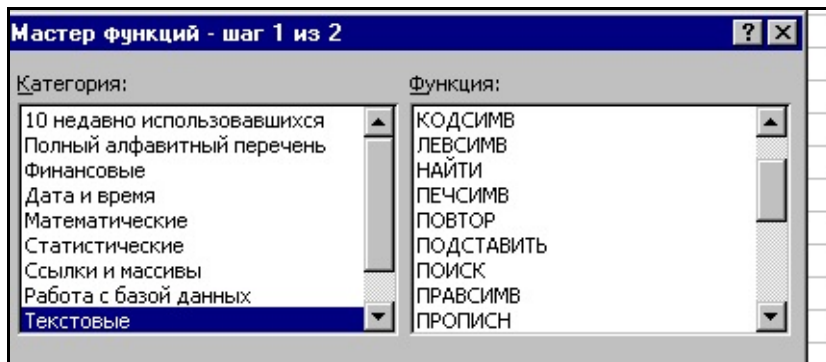 Мастер функций - шаг 1 из 2
Категория:
10 недавно использовавшихся
Полный алфавитный перечень
Финансовые
Дата и время
Математические
Статистические
Ссылки и массивы
Работа с базой данных
Текстовые
Функция:
КОДСИМВ
ЛЕВСИМВ
НАЙТИ
ПЕЧСИМВ
ПОВТОР
ПОДСТАВИТЬ
ПОИСК
ПРАВСИМВ
ПРОПИСН